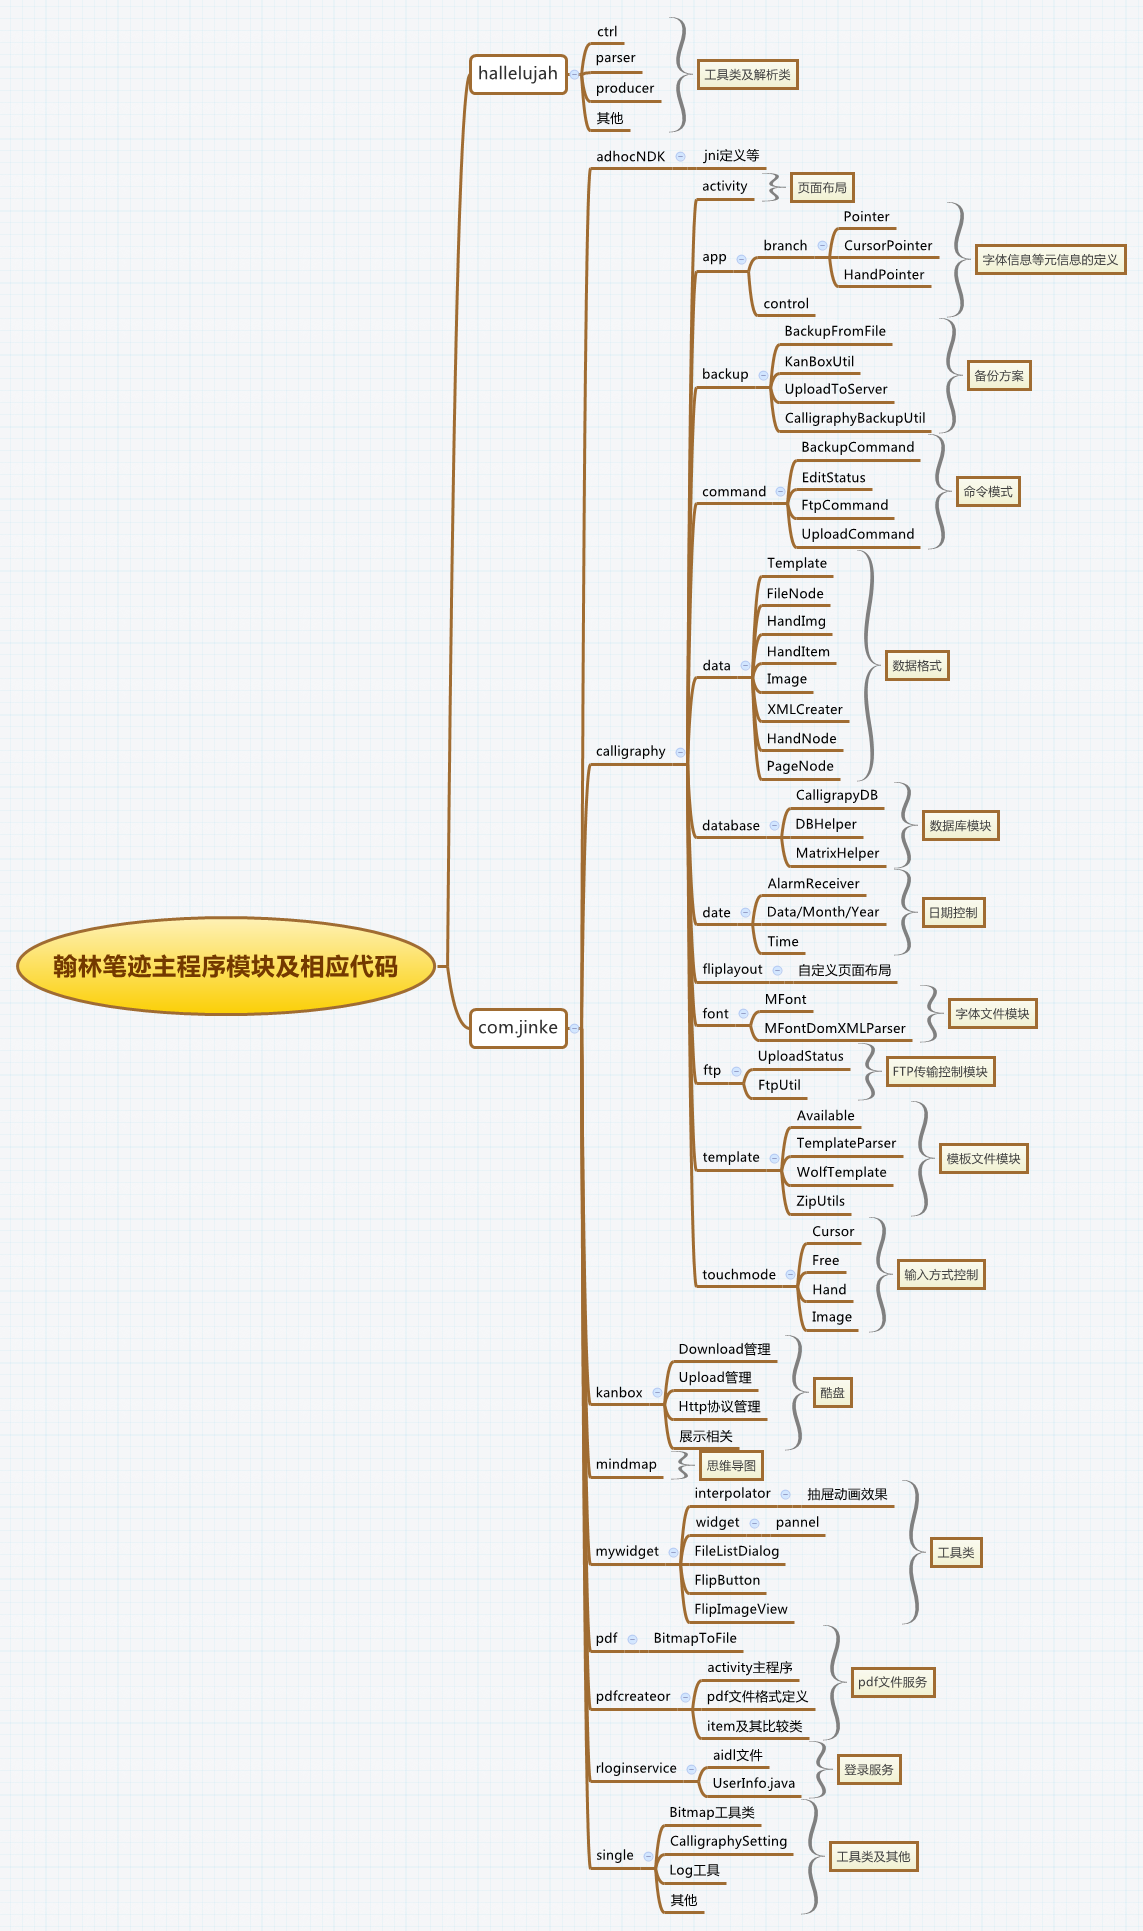 翰林笔迹主程序模块及相应代码
hallelujah
ctrl
parser
producer
其他
工具类及解析类
com.jinke
adhocNDK
jni定义等
calligraphy
activity
页面布局
app
branch
Pointer
CursorPointer
HandPointer
control
字体信息等元信息的定义
backup
BackupFromFile
KanBoxUtil
UploadToServer
CalligraphyBackupUtil
备份方案
command
BackupCommand
EditStatus
FtpCommand
UploadCommand
命令模式
data
Template
FileNode
HandImg
HandItem
Image
XMLCreater
HandNode
PageNode
数据格式
database
CalligrapyDB
DBHelper
MatrixHelper
数据库模块
date
AlarmReceiver
Data/Month/Year
Time
日期控制
fliplayout
自定义页面布局
font
MFont
MFontDomXMLParser
字体文件模块
ftp
UploadStatus
FtpUtil
FTP传输控制模块
template
Available
TemplateParser
WolfTemplate
ZipUtils
模板文件模块
touchmode
Cursor
Free
Hand
Image
输入方式控制
kanbox
Download管理
Upload管理
Http协议管理
展示相关
酷盘
mindmap
思维导图
mywidget
interpolator
抽屉动画效果
widget
pannel
FileListDialog
FlipButton
FlipImageView
工具类
pdf
BitmapToFile
pdfcreateor
activity主程序
pdf文件格式定义
item及其比较类
pdf文件服务
rloginservice
aidl文件
UserInfo.java
登录服务
single
Bitmap工具类
CalligraphySetting
Log工具
其他
工具类及其他